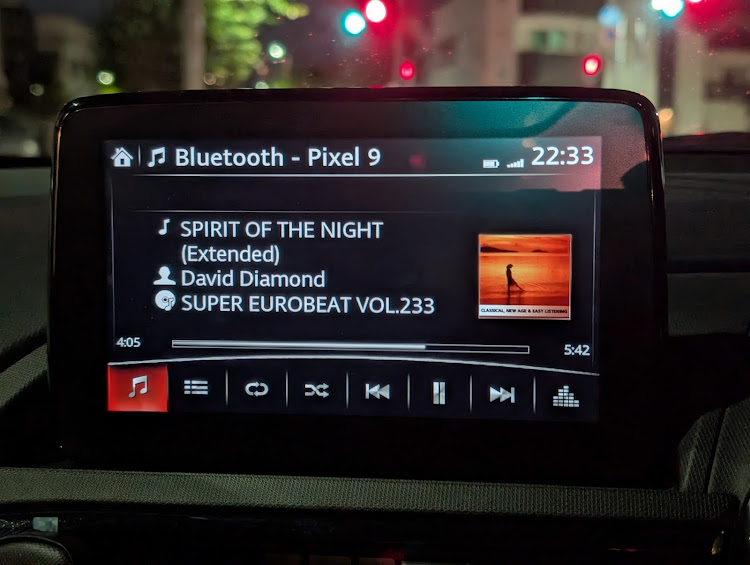 Bluetooth - Pixel 9
22:33
SPIRIT OF THE NIGHT
(Extended)
David Diamond
SUPER EUROBEAT VOL.233
CLASSICAL, NEW AGE & EASY LISTENING
4:05
5:42